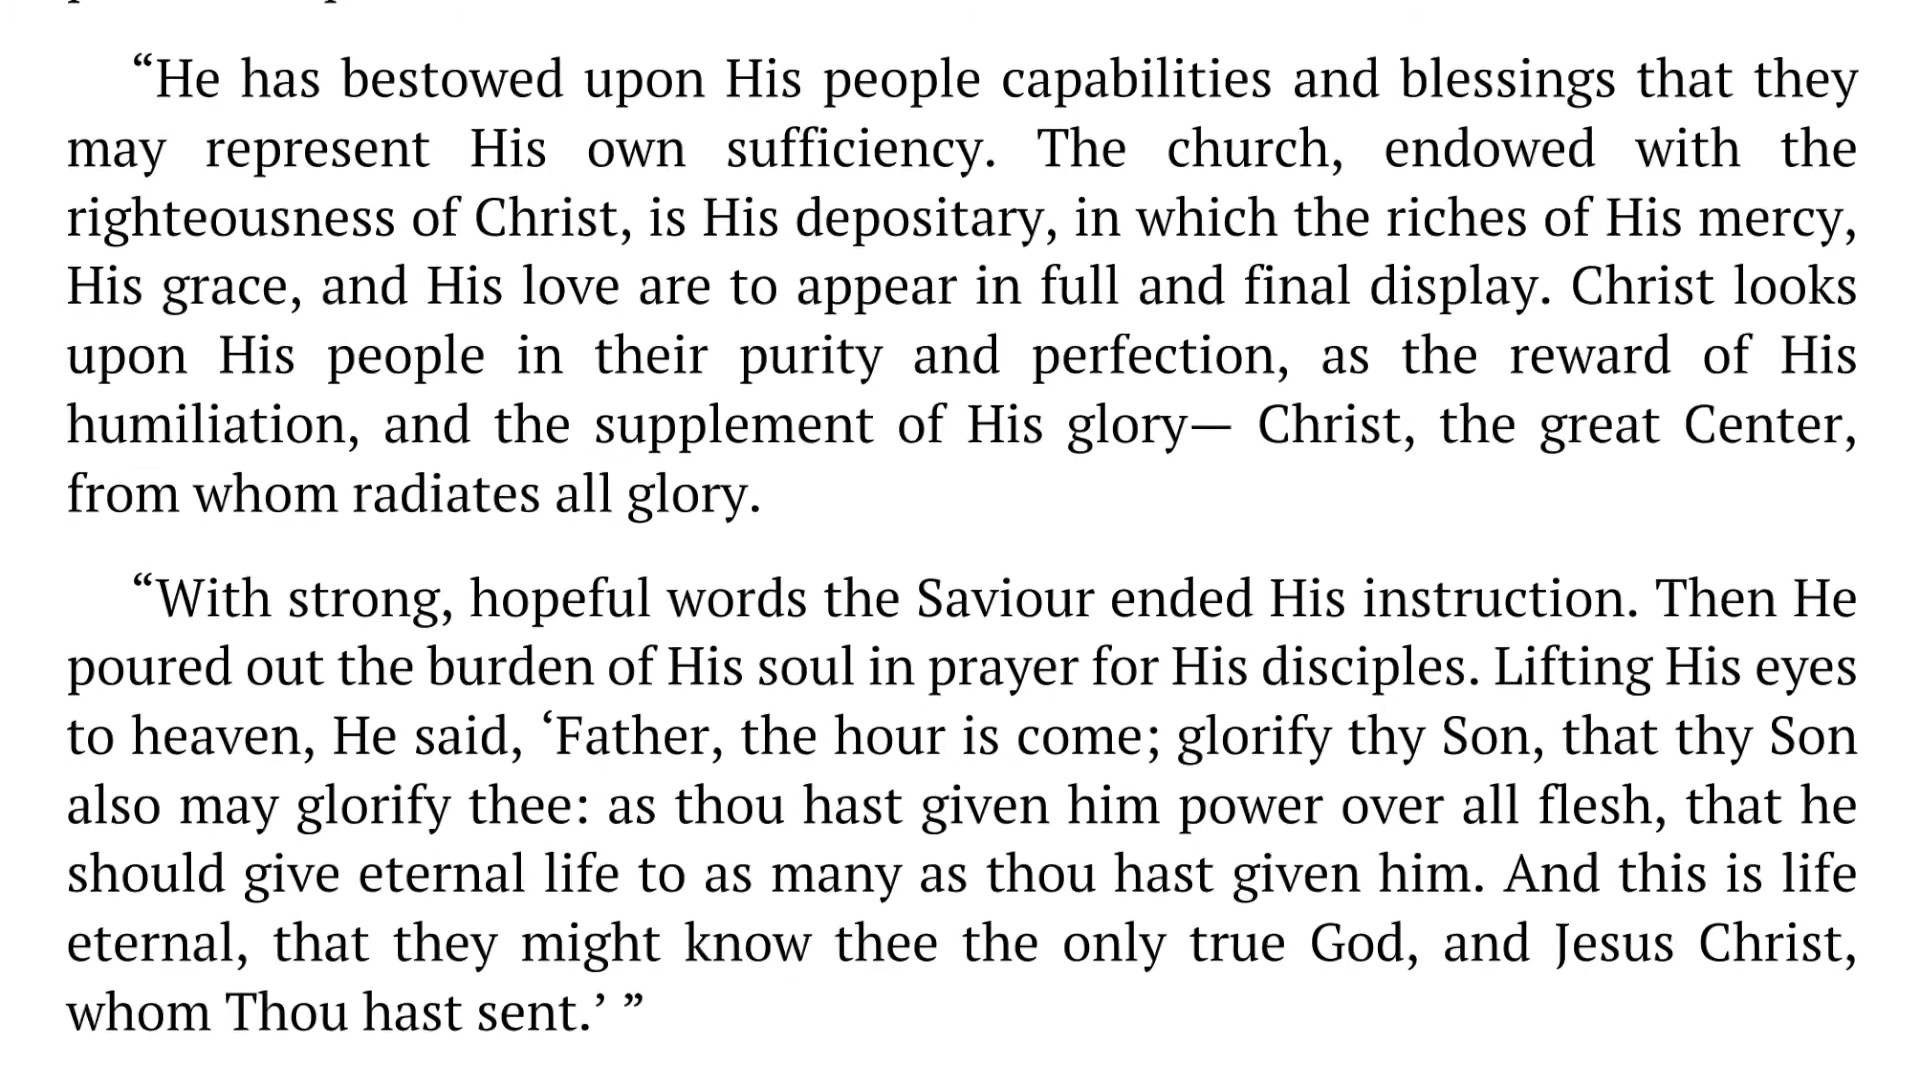 “He has bestowed upon His people capabilities and blessings that they
may represent His own sufficiency. The church, endowed with the
righteousness of Christ, is His depositary, in which the riches of His mercy,
His grace, and His love are to appear in full and final display. Christ looks
upon His people in their purity and perfection, as the reward of His
humiliation, and the supplement of His glory— Christ, the great Center,
from whom radiates all glory.
“With strong, hopeful words the Saviour ended His instruction. Then He
poured out the burden of His soul in prayer for His disciples. Lifting His eyes
to heaven, He said, ‘Father, the hour is come; glorify thy Son, that thy Son
also may glorify thee: as thou hast given him power over all flesh, that he
should give eternal life to as many as thou hast given him. And this is life
eternal, that they might know thee the only true God, and Jesus Christ,
whom Thou hast sent.’ ”